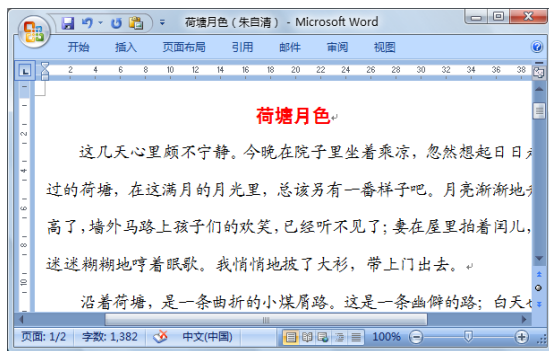 荷塘月色（朱自清） - Microsoft Word
开始 插入 页面布局 引用 邮件 审阅 视图
L 2 4 6 8 10 12 14 16 18 20 22 24 26 28 30 32 34 36 38
荷塘月色
这几天心里颇不宁静。今晚在院子里坐着乘凉，忽然想起日日
过的荷塘，在这满月的月光里，总该另有一番样子吧。月亮渐渐地
高了，墙外马路上孩子们的欢笑，已经听不见了；妻在屋里拍着闰儿，
迷迷糊糊地哼着眠歌。我悄悄地披了大衫，带上门出去。
沿着荷塘，是一条曲折的小煤屑路。这是一条幽僻的路；白天
页面: 1/2 字数: 1,382 中文(中国) 100%